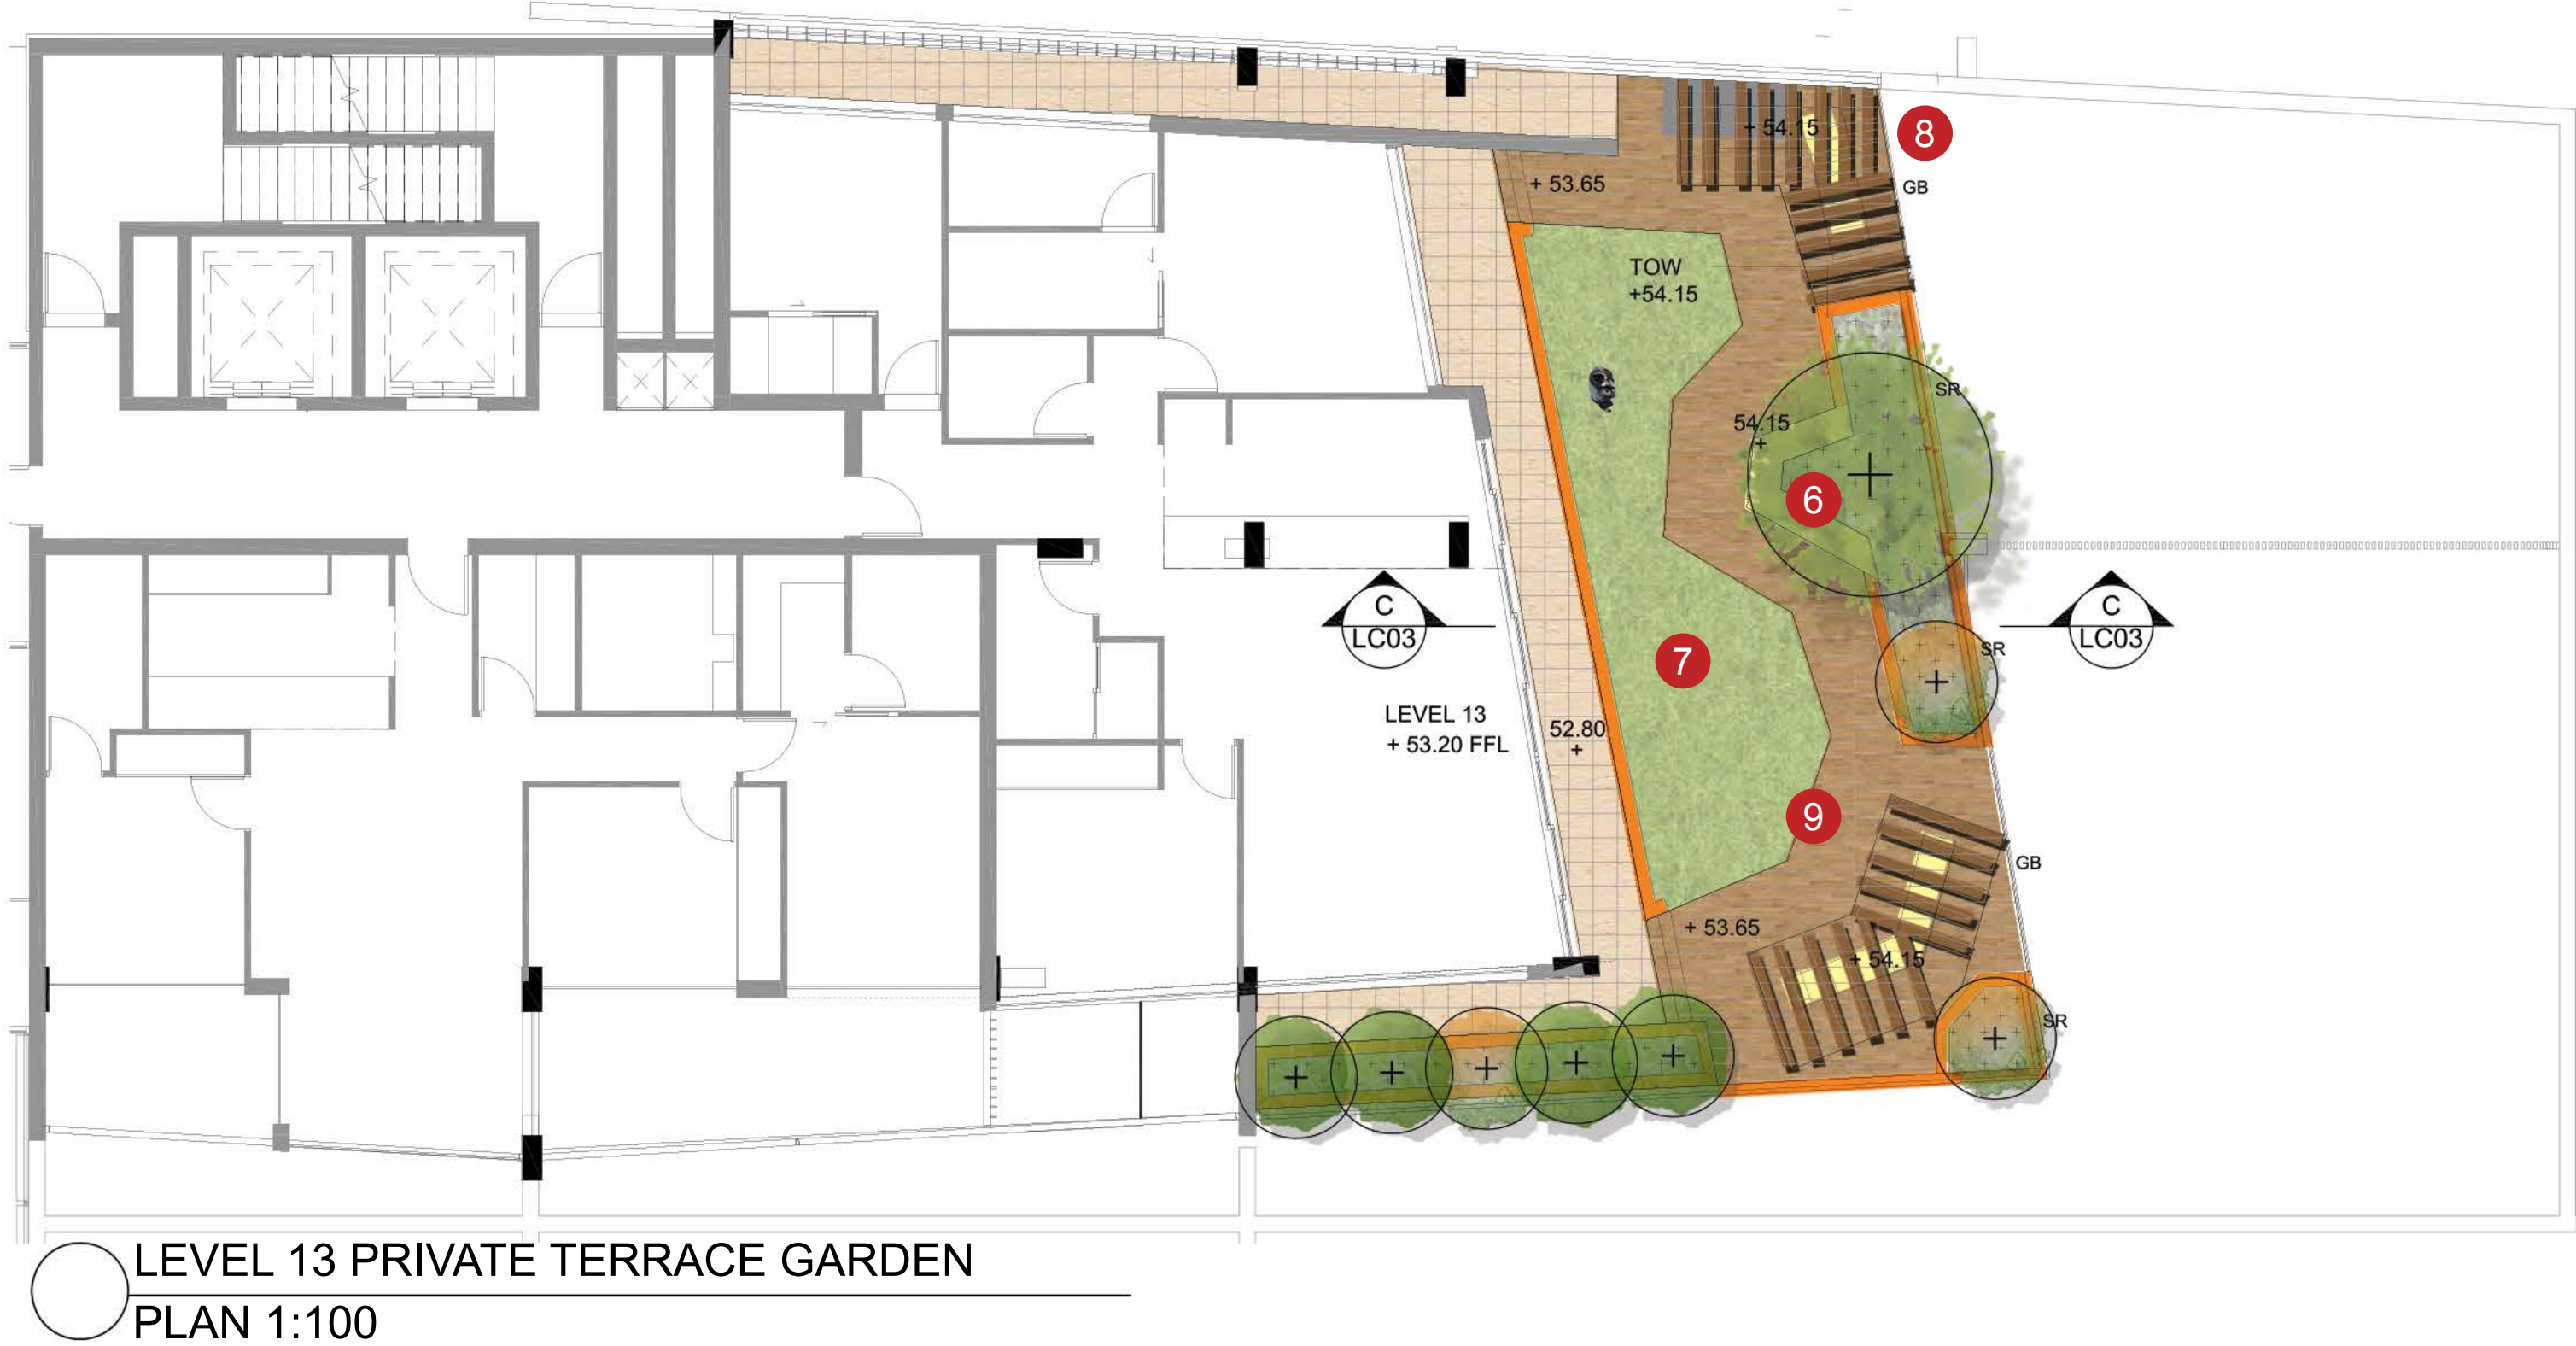 8
+ 54.15
+ 53.65
GB
TOW
+54.15
SR
54.15
+
6
C
LC03
C
LC03
SR
7
LEVEL 13
+ 53.20 FFL
52.80
+
9
GB
+ 53.65
+ 54.15
SR
LEVEL 13 PRIVATE TERRACE GARDEN
PLAN 1:100